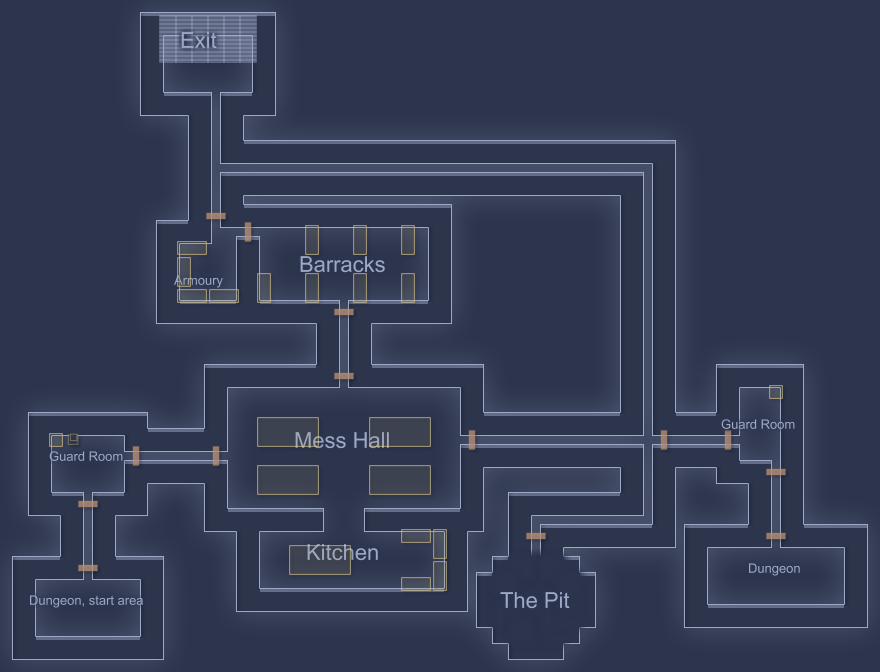 Exit
Barracks
Armoury
Guard Room
Mess Hall
Guard Room
Kitchen
Dungeon
Dungeon, start area
The Pit